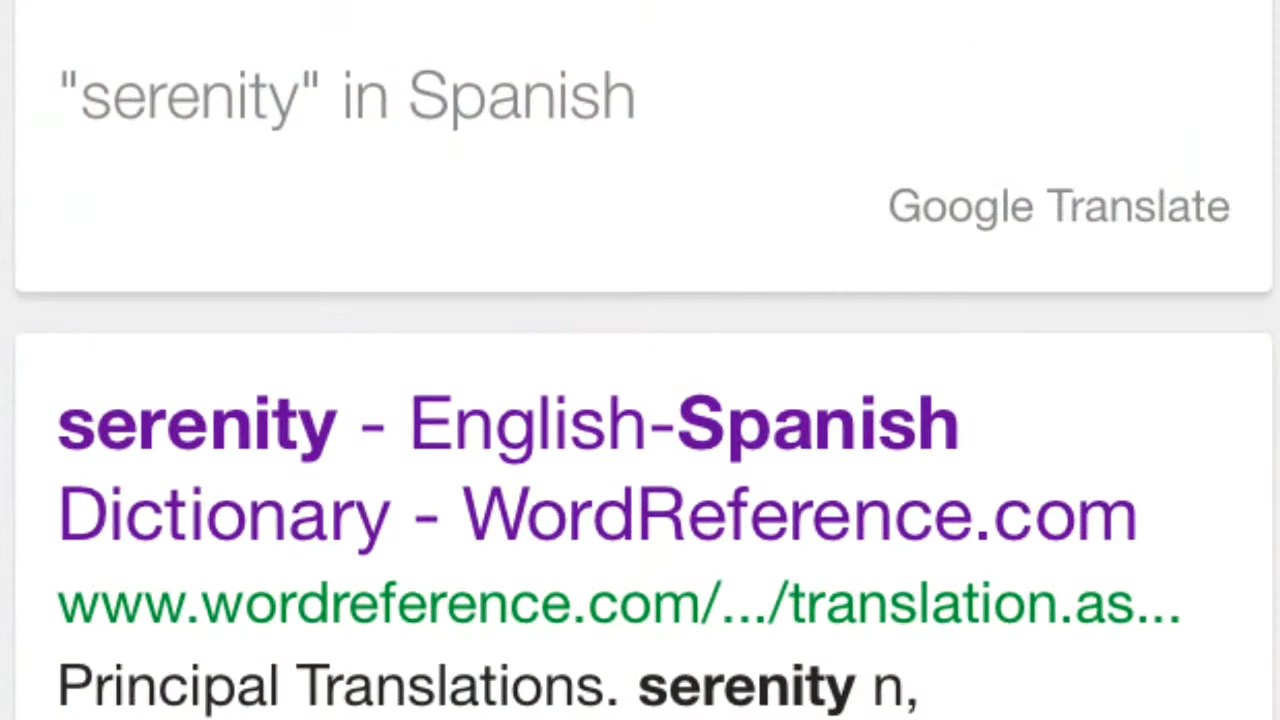 "serenity" in Spanish
Google Translate
serenity - English-Spanish
Dictionary - WordReference.com
www.wordreference.com/.../translation.as...
Principal Translations. serenity n,